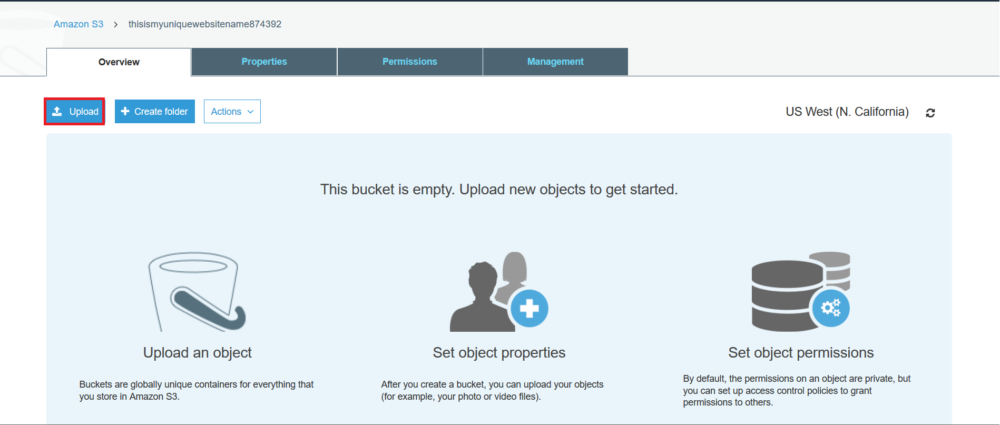 Amazon S3 > thisismyuniquewebsitename874392
Overview Properties Permissions Management
Upload Create folder Actions US West (N. California)
This bucket is empty. Upload new objects to get started.
Upload an object
Buckets are globally unique containers for everything that
you store in Amazon S3.
Set object properties
After you create a bucket, you can upload your objects
(for example, your photo or video files).
Set object permissions
By default, the permissions on an object are private, but
you can set up access control policies to grant
permissions to others.